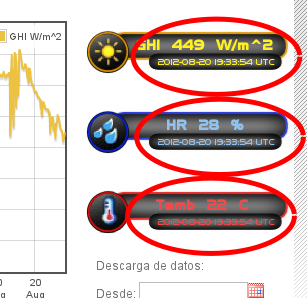 GHI W/m^2
GHI 449 W/m^2
2012-08-20 19:33:54 UTC
HR 28 %
2012-08-20 19:33:54 UTC
Tamb 22 C
2012-08-20 19:33:54 UTC
20
Aug
Descarga de datos:
Desde: